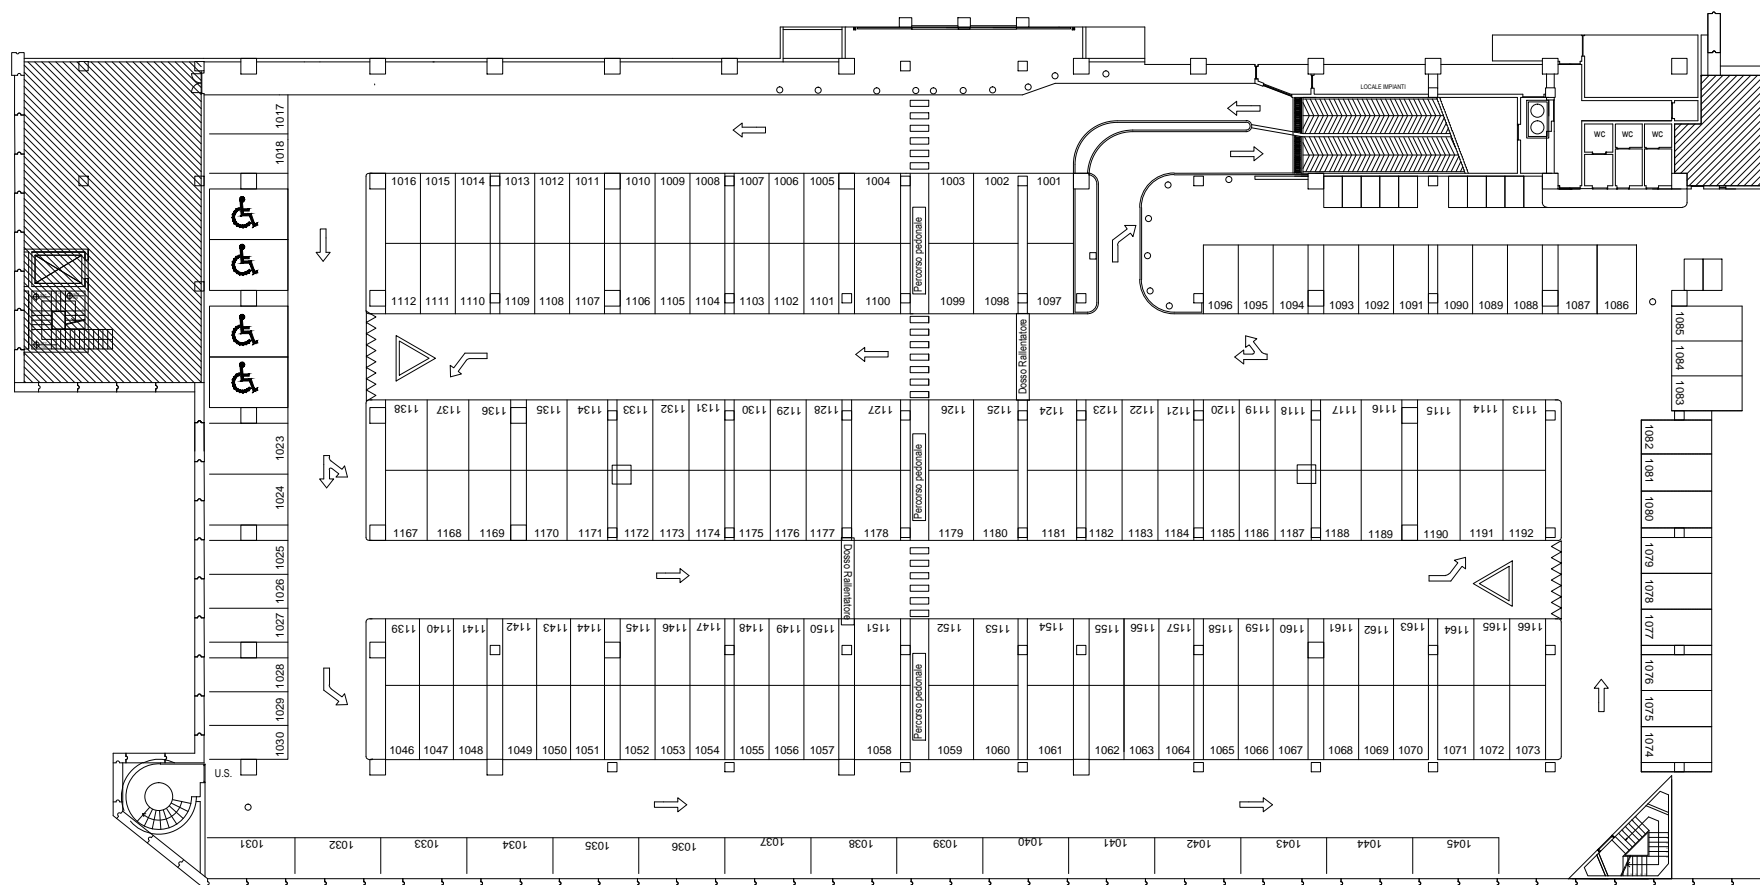 LOCALE IMPIANTI
WC WC WC
1017
1018
1016 1015 1014 1013 1012 1011 1010 1009 1008 1007 1006 1005 1004 1003 1002 1001
Percorso pedonale
1112 1111 1110 1109 1108 1107 1106 1105 1104 1103 1102 1101 1100 1099 1098 1097
1096 1095 1094 1093 1092 1091 1090 1089 1088 1087 1086
Dosso Rallentatore
1085
1084
1083
1138 1137 1136 1135 1134 1133 1132 1131 1130 1129 1128 1127 1126 1125 1124 1123 1122 1121 1120 1119 1118 1117 1116 1115 1114 1113
1023
1024
Percorso pedonale
1082
1081
1080
1167 1168 1169 1170 1171 1172 1173 1174 1175 1176 1177 1178 1179 1180 1181 1182 1183 1184 1185 1186 1187 1188 1189 1190 1191 1192
1025
1026
1027
Dosso Rallentatore
1079
1078
1077
1139 1140 1141 1142 1143 1144 1145 1146 1147 1148 1149 1150 1151 1152 1153 1154 1155 1156 1157 1158 1159 1160 1161 1162 1163 1164 1165 1166
1028
1029
1030
Percorso pedonale
1076
1075
1074
1046 1047 1048 1049 1050 1051 1052 1053 1054 1055 1056 1057 1058 1059 1060 1061 1062 1063 1064 1065 1066 1067 1068 1069 1070 1071 1072 1073
U.S.
1031 1032 1033 1034 1035 1036 1037 1038 1039 1040 1041 1042 1043 1044 1045